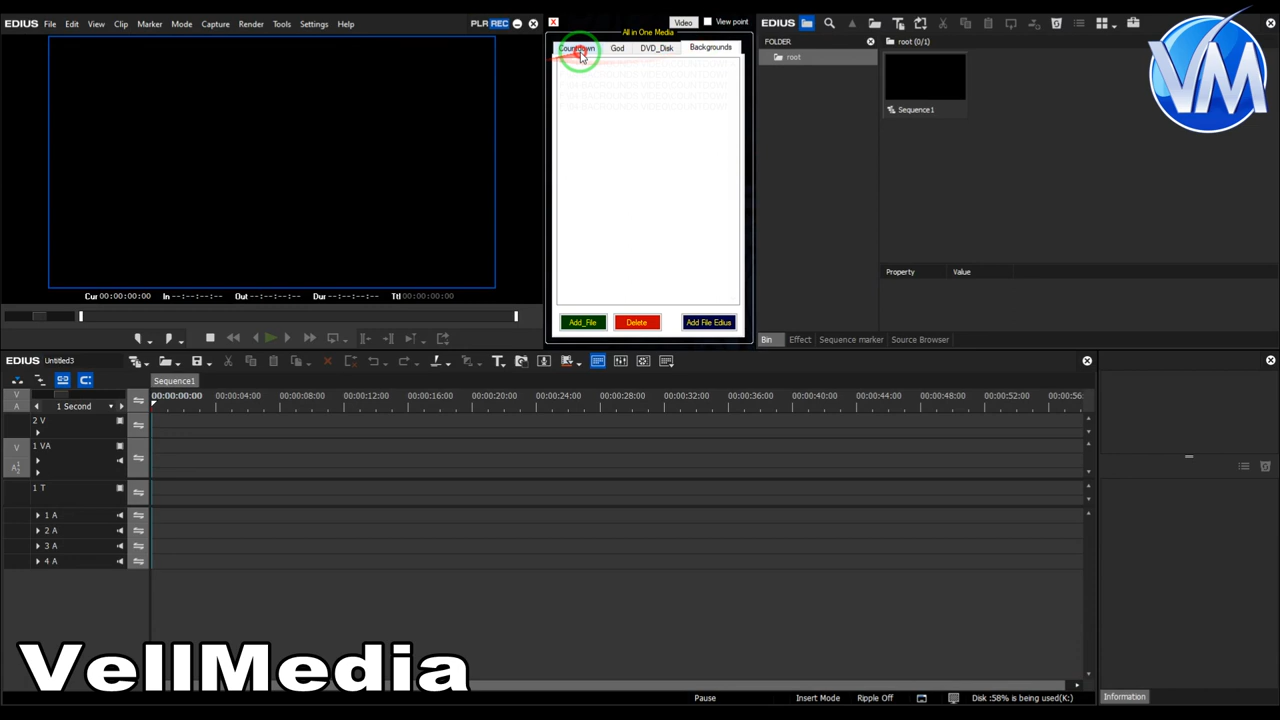 EDIUS File Edit View Clip Marker Mode Capture Render Tools Settings Help PLR REC
Cur 00:00:00:00 In --:--:--:-- Out --:--:--:-- Dur --:--:--:-- Ttl 00:00:00:00
X Video View point
All in One Media
Countdown God DVD_Disk Backgrounds
Add_File Delete Add File Edius
EDIUS
FOLDER
root
root (0/1)
Sequence1
Property Value
Bin Effect Sequence marker Source Browser
VM
EDIUS Untitled3
Sequence1
V
A
1 Second
00:00:00:00 00:00:04:00 00:00:08:00 00:00:12:00 00:00:16:00 00:00:20:00 00:00:24:00 00:00:28:00 00:00:32:00 00:00:36:00 00:00:40:00 00:00:44:00 00:00:48:00 00:00:52:00 00:00:56:
2 V
V 1 VA
1 T
1 A
2 A
3 A
4 A
VellMedia
Pause Insert Mode Ripple Off Disk :58% is being used(K:)
Information